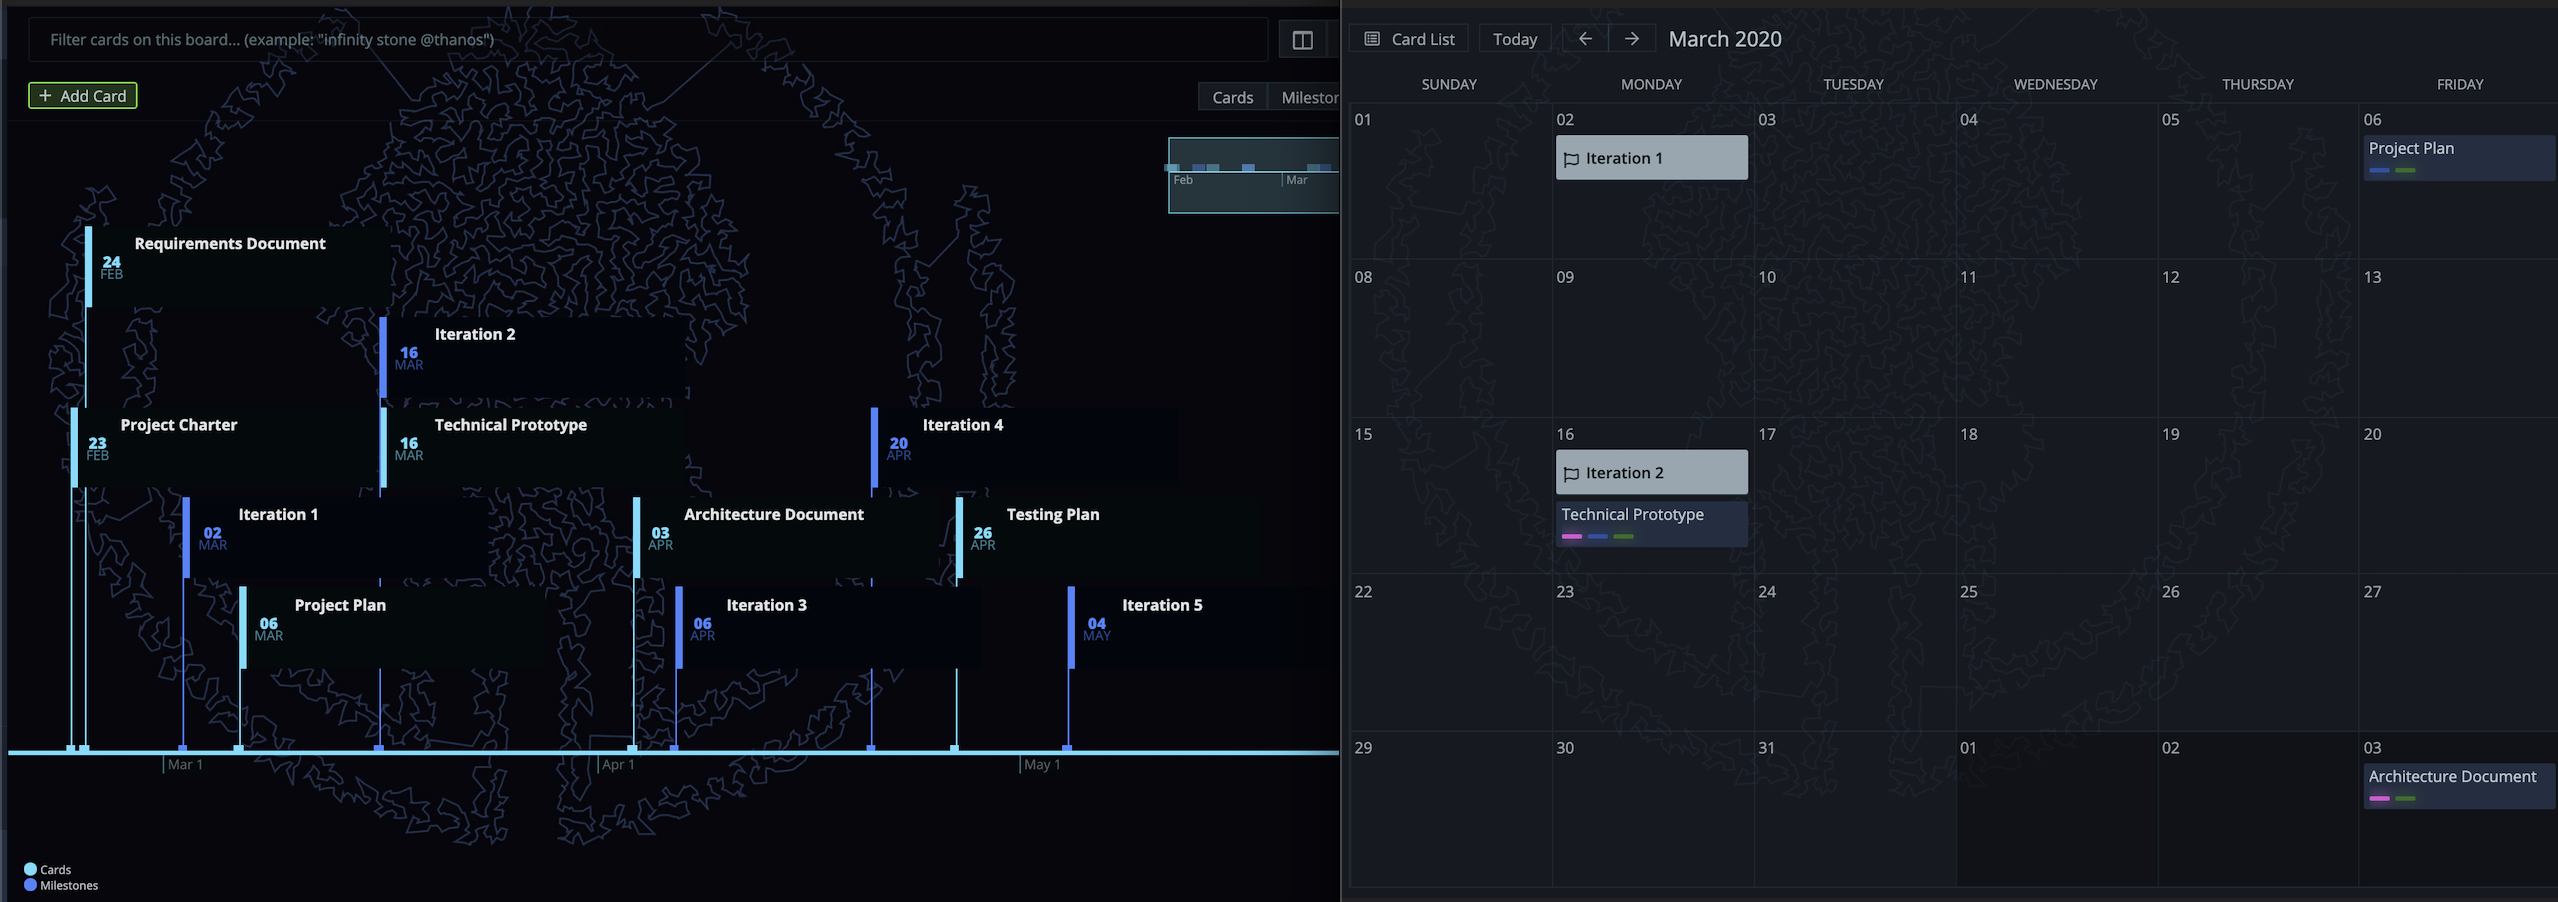 Filter cards on this board... (example: "infinity stone @thanos")
+ Add Card
Cards
Milestor
Feb
Mar
Requirements Document
24
FEB
Iteration 2
16
MAR
Project Charter
23
FEB
Technical Prototype
16
MAR
Iteration 4
20
APR
Iteration 1
02
MAR
Architecture Document
03
APR
Testing Plan
26
APR
Project Plan
06
MAR
Iteration 3
06
APR
Iteration 5
04
MAY
Mar 1
Apr 1
May 1
Cards
Milestones
Card List
Today
March 2020
SUNDAY MONDAY TUESDAY WEDNESDAY THURSDAY FRIDAY
01 02 03 04 05 06
Iteration 1
Project Plan
08 09 10 11 12 13
15 16 17 18 19 20
Iteration 2
Technical Prototype
22 23 24 25 26 27
29 30 31 01 02 03
Architecture Document